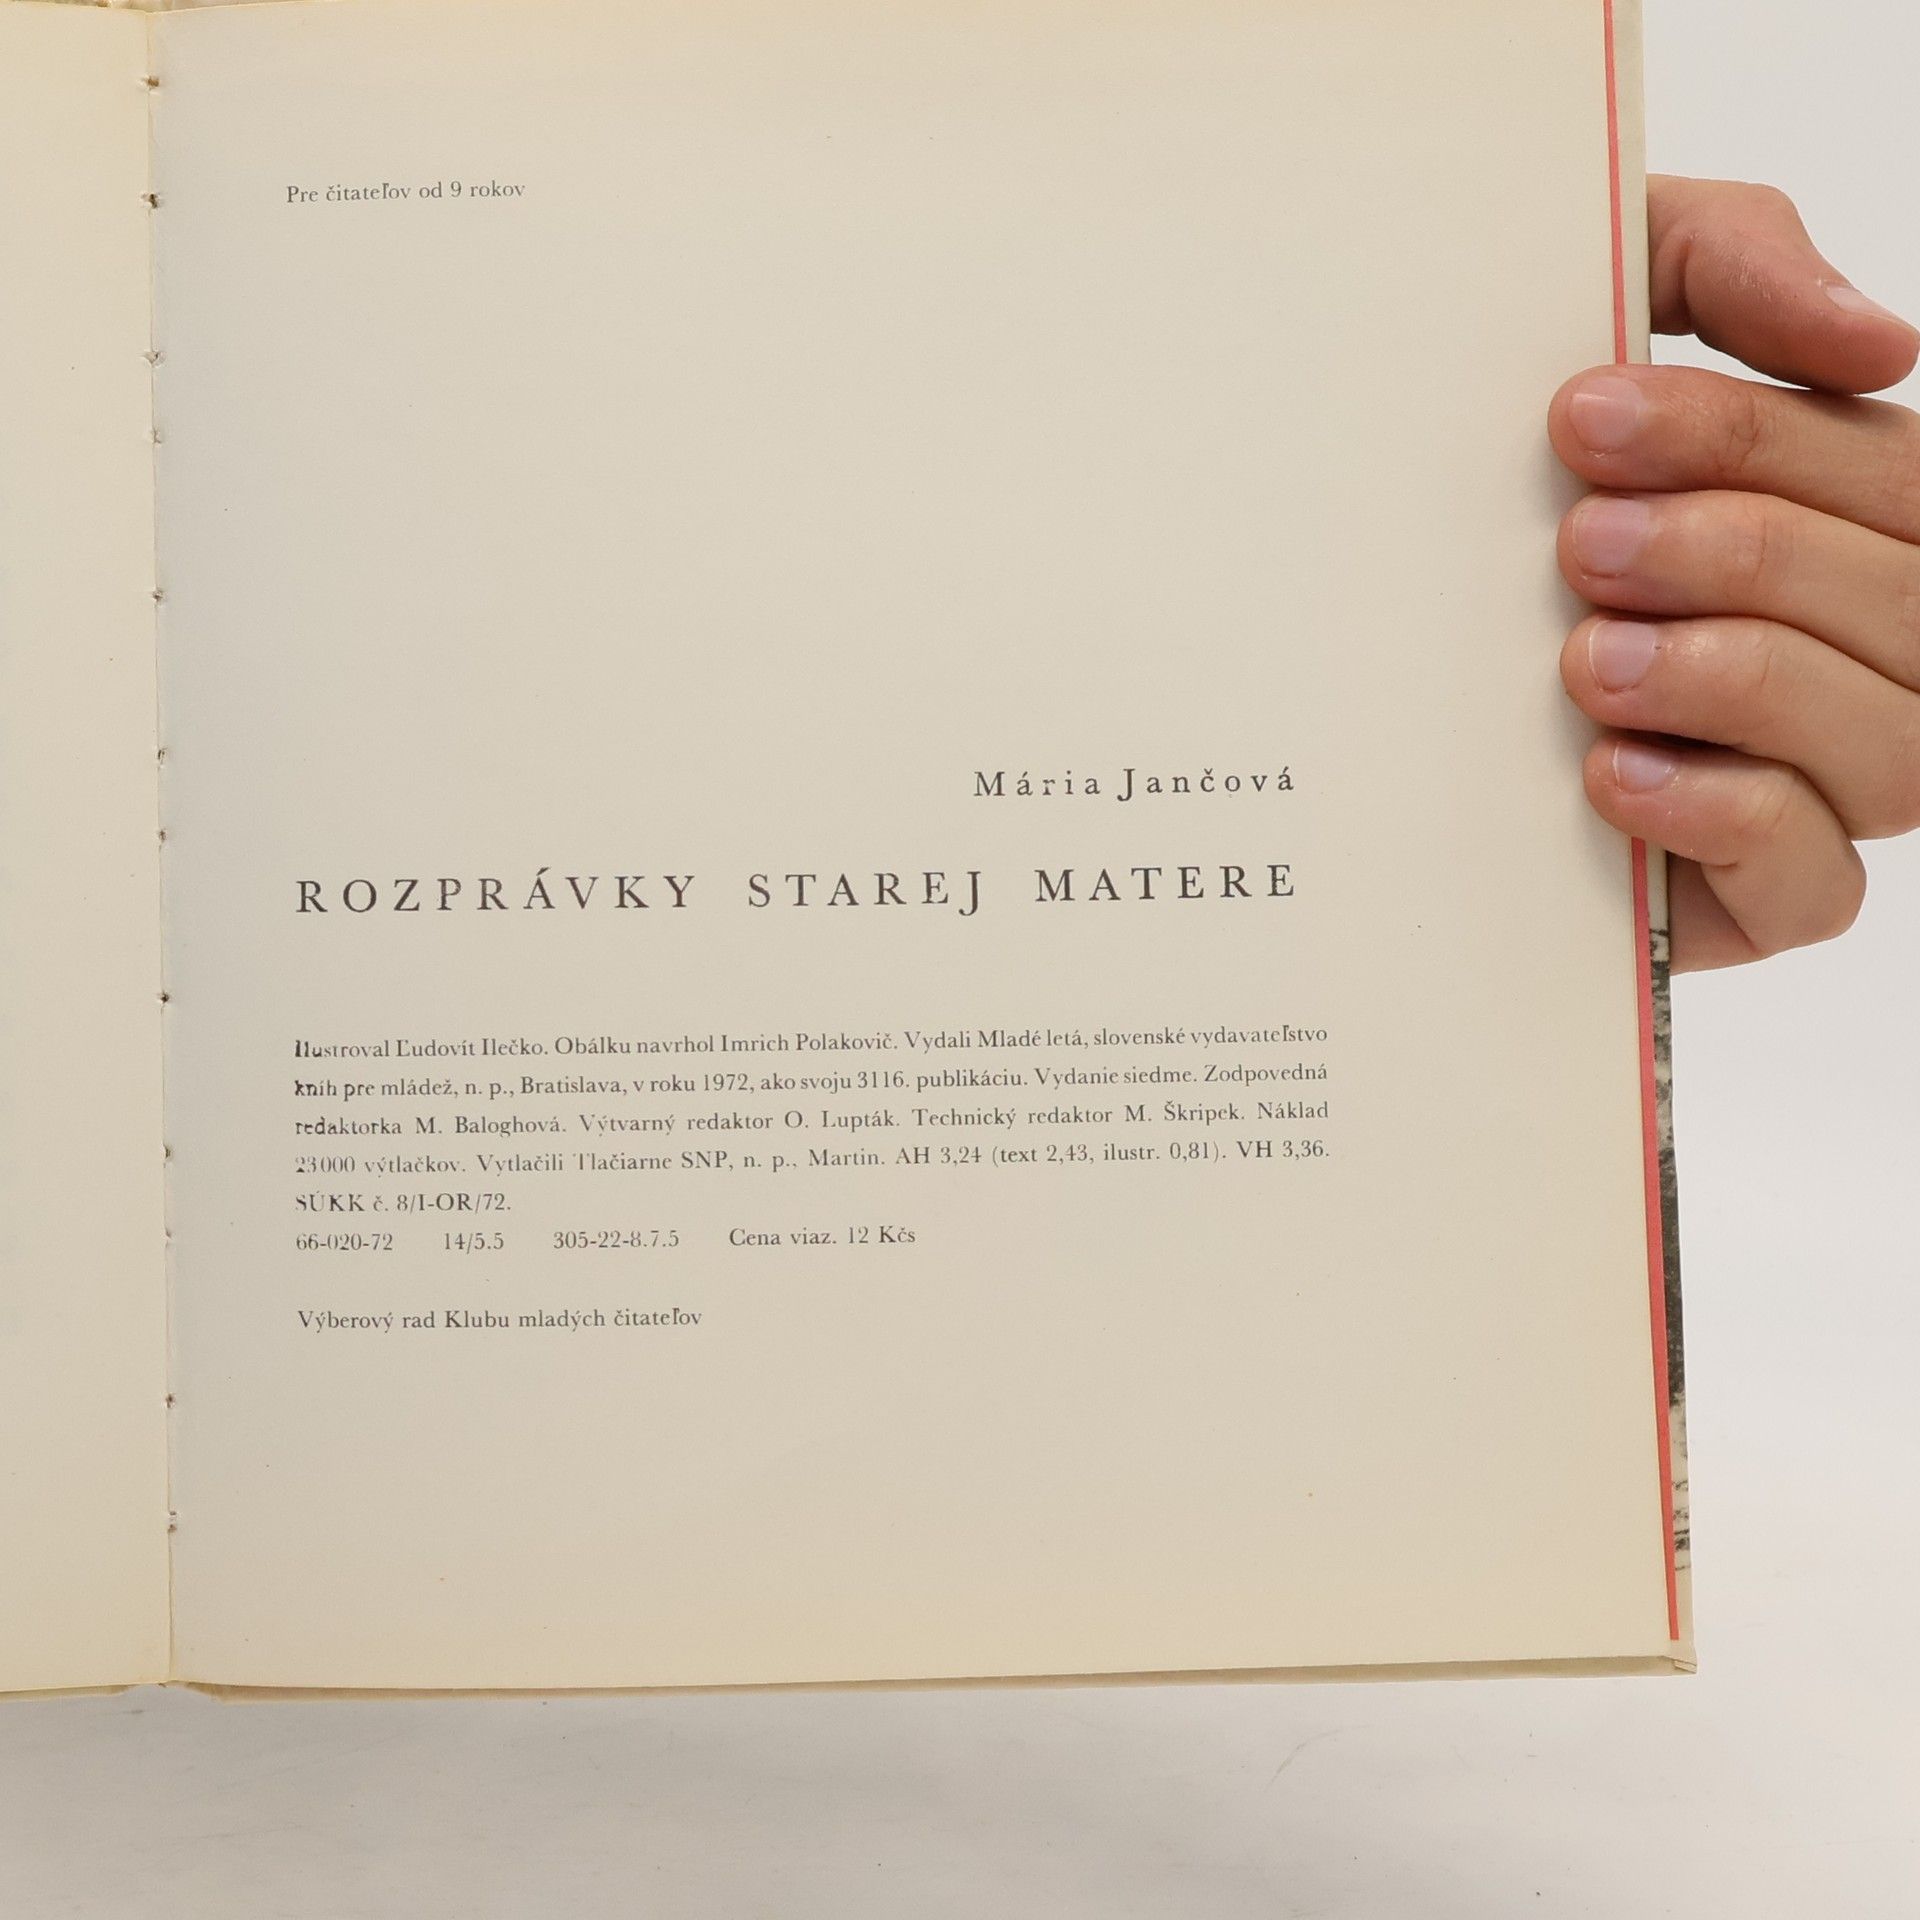 Pre čitateľov od 9 rokov
Mária Jančová
ROZPRÁVKY STAREJ MATERE
Ilustroval Ľudovít Ilečko. Obálku navrhol Imrich Polakovič. Vydali Mladé letá, slovenské vydavateľstvo
kníh pre mládež, n. p., Bratislava, v roku 1972, ako svoju 3116. publikáciu. Vydanie siedme. Zodpovedná
redaktorka M. Baloghová. Výtvarný redaktor O. Lupták. Technický redaktor M. Škripek. Náklad
23000 výtlačkov. Vytlačili Tlačiarne SNP, n. p., Martin. AH 3,24 (text 2,43, ilustr. 0,81). VH 3,36.
SÚKK č. 8/I-OR/72.
66-020-72 14/5.5 305-22-8.7.5 Cena viaz. 12 Kčs
Výberový rad Klubu mladých čitateľov